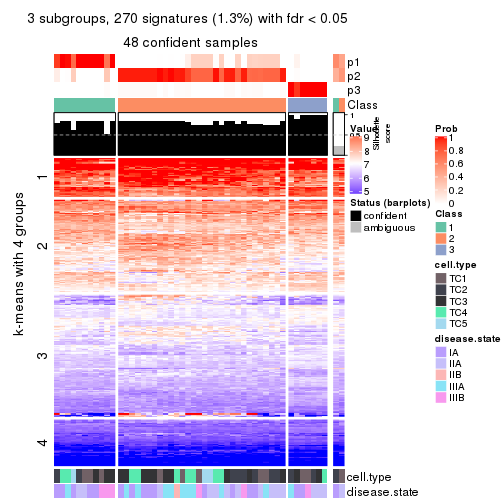 3 subgroups, 270 signatures (1.3%) with fdr < 0.05
48 confident samples
p1
p2
p3
Class
1
Silhouette
score
k-means with 4 groups
1
2
3
4
cell.type
disease.state
Value
9
8
7
6
5
Status (barplots)
confident
ambiguous
Prob
1
0.8
0.6
0.4
0.2
0
Class
1
2
3
cell.type
TC1
TC2
TC3
TC4
TC5
disease.state
IA
IIA
IIB
IIIA
IIIB